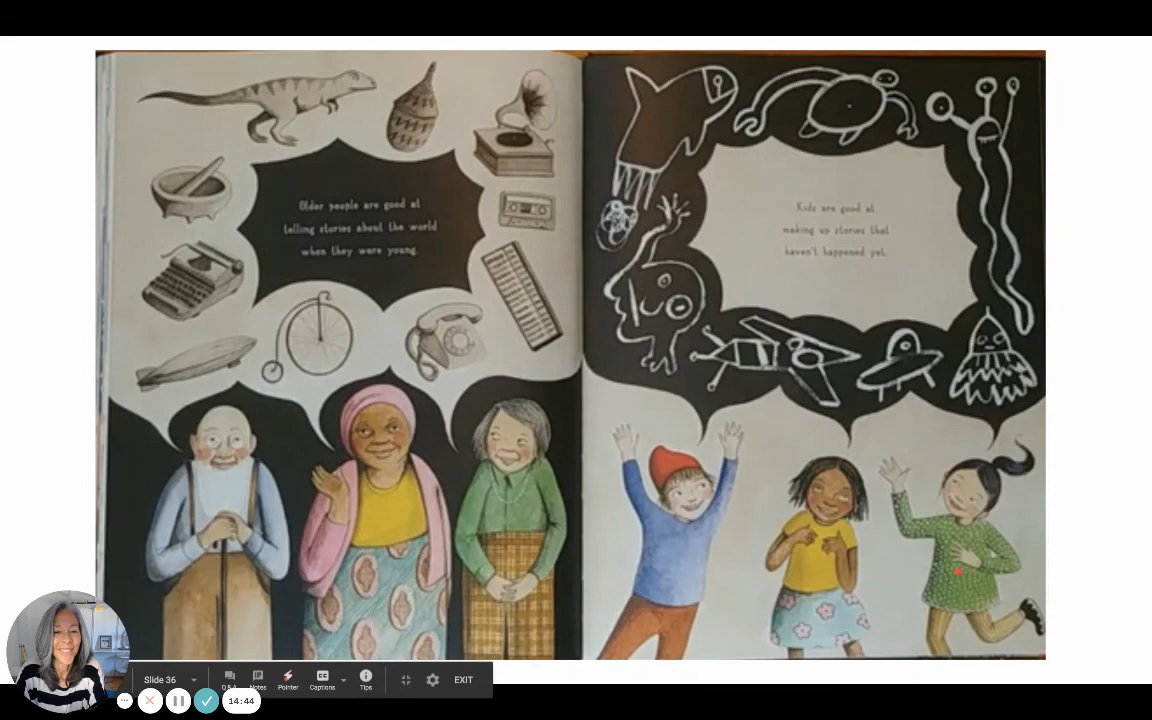 Older people are good at
telling stories about the world
when they were young.
Kids are good at
making up stories that
haven't happened yet.
Slide 36
Q&A
Notes
Pointer
Captions
Tips
EXIT
14:44